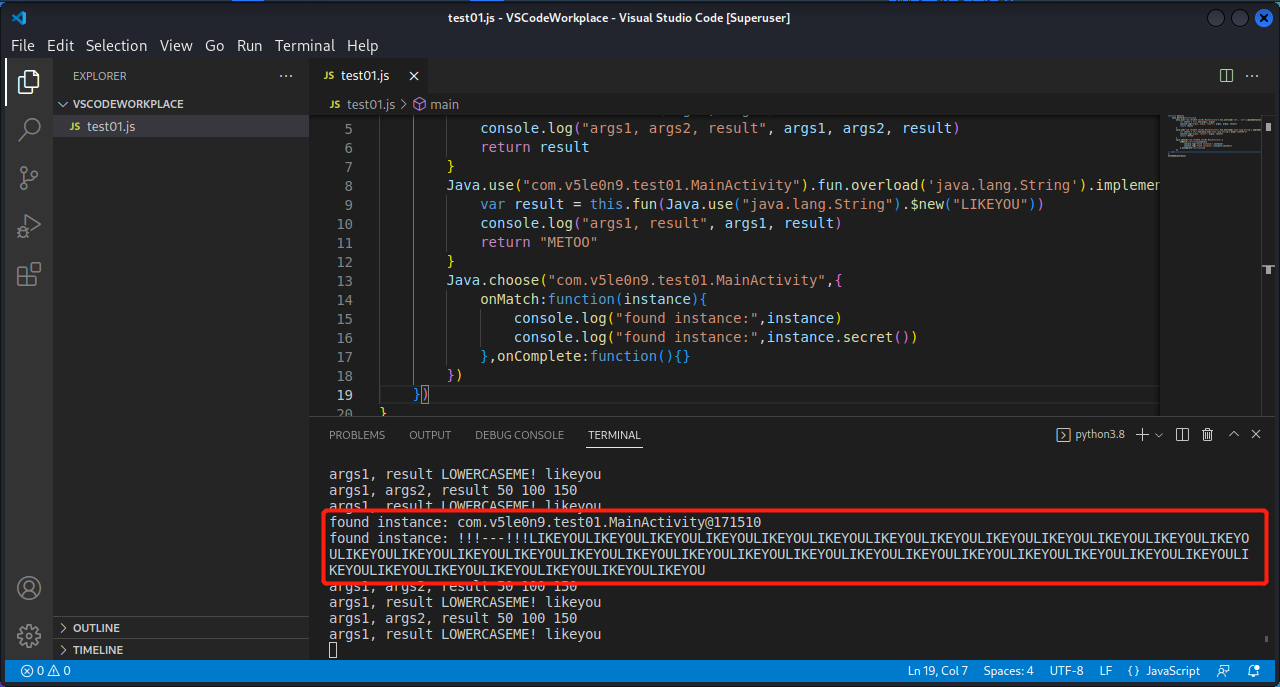 test01.js - VSCodeWorkplace - Visual Studio Code [Superuser]
File Edit Selection View Go Run Terminal Help
EXPLORER
VSCODEWORKPLACE
JS test01.js
OUTLINE
TIMELINE
JS test01.js
JS test01.js > main
5 console.log("args1, args2, result", args1, args2, result)
6 return result
7 }
8 Java.use("com.v5le0n9.test01.MainActivity").fun.overload('java.lang.String').implemen
9 var result = this.fun(Java.use("java.lang.String").$new("LIKEYOU"))
10 console.log("args1, result", args1, result)
11 return "METOO"
12 }
13 Java.choose("com.v5le0n9.test01.MainActivity",{
14 onMatch:function(instance){
15 console.log("found instance:",instance)
16 console.log("found instance:",instance.secret())
17 },onComplete:function(){}
18 })
19 })
20 }
PROBLEMS OUTPUT DEBUG CONSOLE TERMINAL
python3.8
args1, result LOWERCASEME! likeyou
args1, args2, result 50 100 150
args1, result LOWERCASEME! likeyou
found instance: com.v5le0n9.test01.MainActivity@171510
found instance: !!!---!!!LIKEYOULIKEYOULIKEYOULIKEYOULIKEYOULIKEYOULIKEYOULIKEYOULIKEYOULIKEYOULIKEYOULIKEYOULIKEYO
ULIKEYOULIKEYOULIKEYOULIKEYOULIKEYOULIKEYOULIKEYOULIKEYOULIKEYOULIKEYOULIKEYOULIKEYOULIKEYOULIKEYOULIKEYOULIKEYOULI
KEYOULIKEYOULIKEYOULIKEYOULIKEYOULIKEYOULIKEYOU
args1, args2, result 50 100 150
args1, result LOWERCASEME! likeyou
args1, args2, result 50 100 150
args1, result LOWERCASEME! likeyou
0 0
Ln 19, Col 7 Spaces: 4 UTF-8 LF {} JavaScript